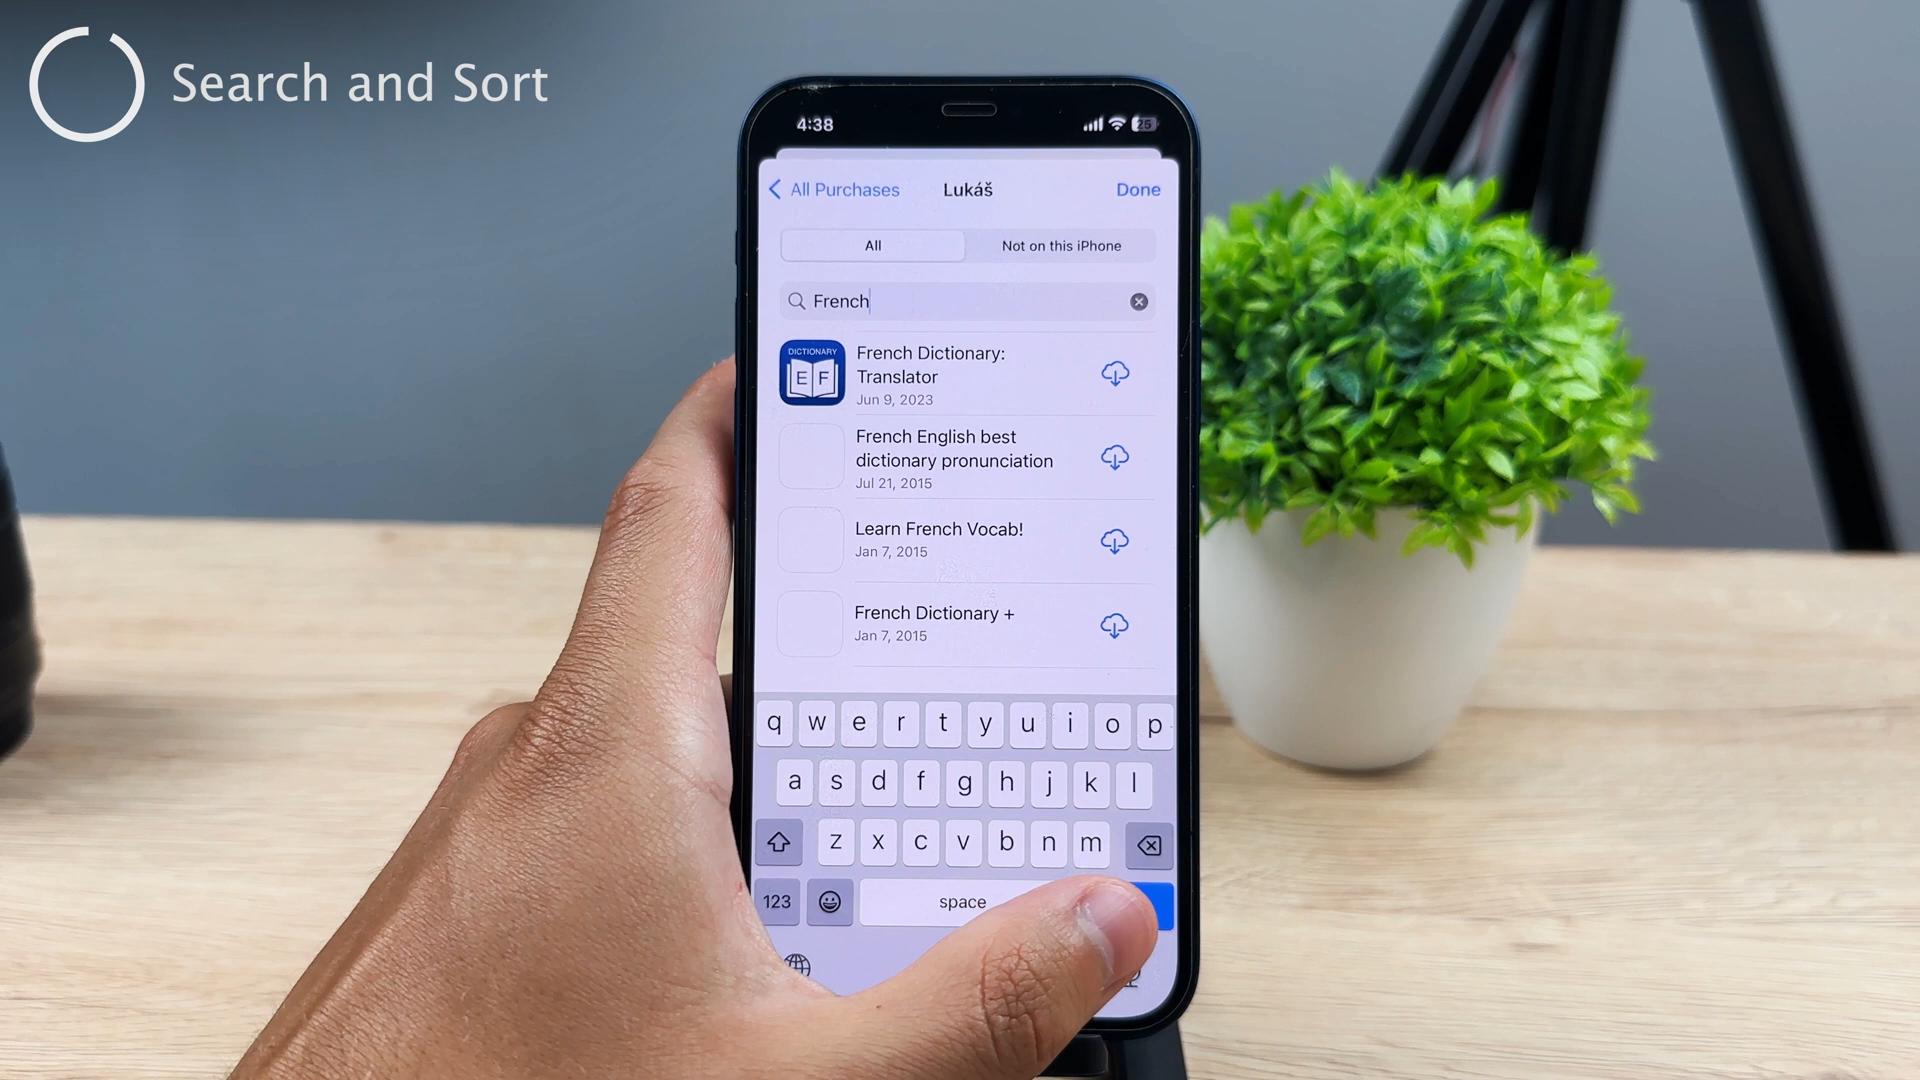 Search and Sort
4:38
25
All Purchases
Lukáš
Done
All
Not on this iPhone
French
DICTIONARY
E F
French Dictionary:
Translator
Jun 9, 2023
French English best
dictionary pronunciation
Jul 21, 2015
Learn French Vocab!
Jan 7, 2015
French Dictionary +
Jan 7, 2015
q w e r t y u i o p
a s d f g h j k l
z x c v b n m
123
space